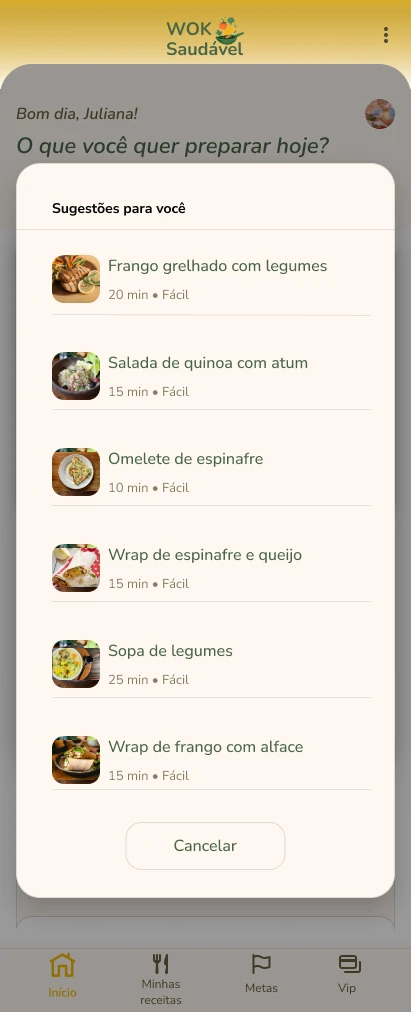 WOK
Saudável
Bom dia, Juliana!
O que você quer preparar hoje?
Sugestões para você
Frango grelhado com legumes
20 min • Fácil
Salada de quinoa com atum
15 min • Fácil
Omelete de espinafre
10 min • Fácil
Wrap de espinafre e queijo
15 min • Fácil
Sopa de legumes
25 min • Fácil
Wrap de frango com alface
15 min • Fácil
Cancelar
Início
Minhas
receitas
Metas
Vip